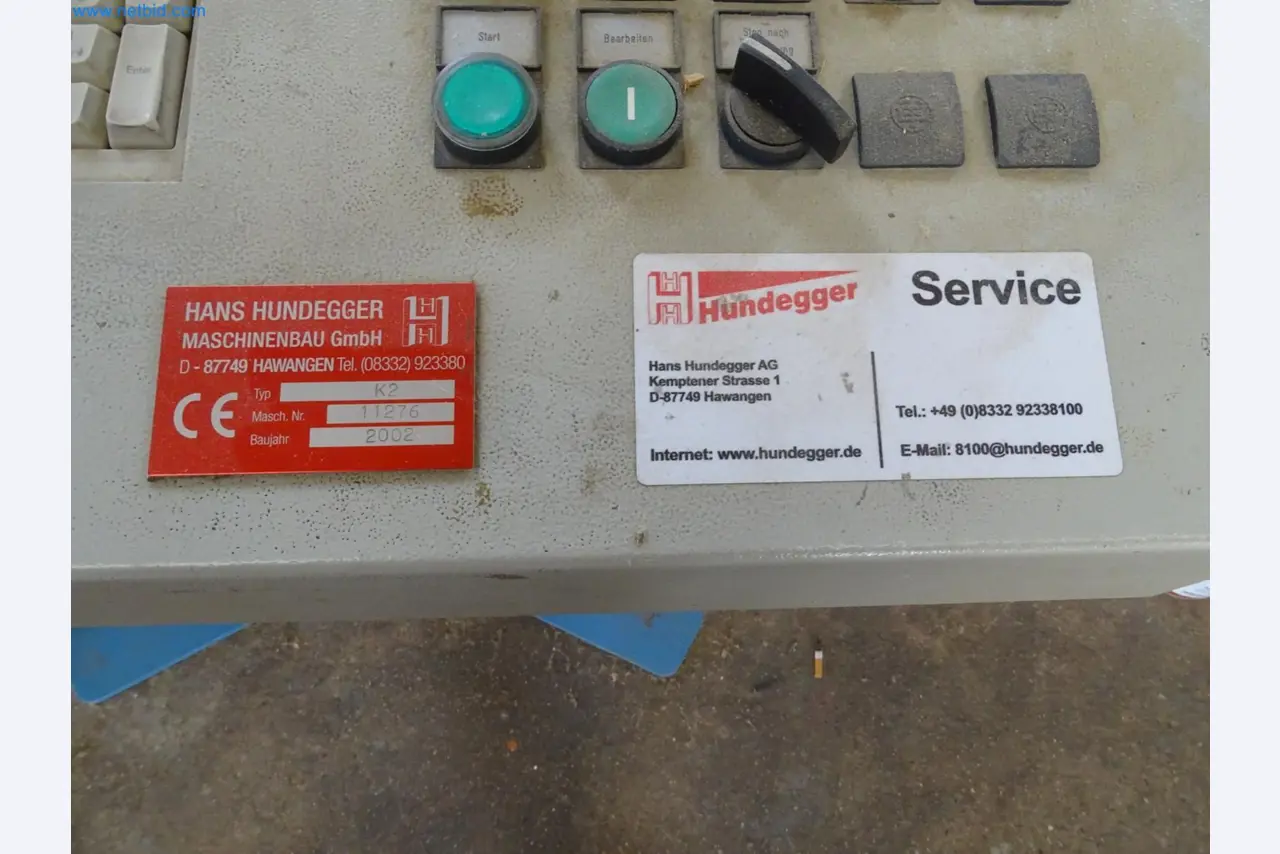 www.netbid.com
Enter
Start
Bearbeiten
Stop nach
HANS HUNDEGGER
MASCHINENBAU GmbH
D - 87749 HAWANGEN Tel. (08332) 923380
CE
Typ K2
Masch. Nr. 11276
Baujahr 2002
Hundegger
Service
Hans Hundegger AG
Kemptener Strasse 1
D-87749 Hawangen
Internet: www.hundegger.de
Tel.: +49 (0)8332 92338100
E-Mail: 8100@hundegger.de